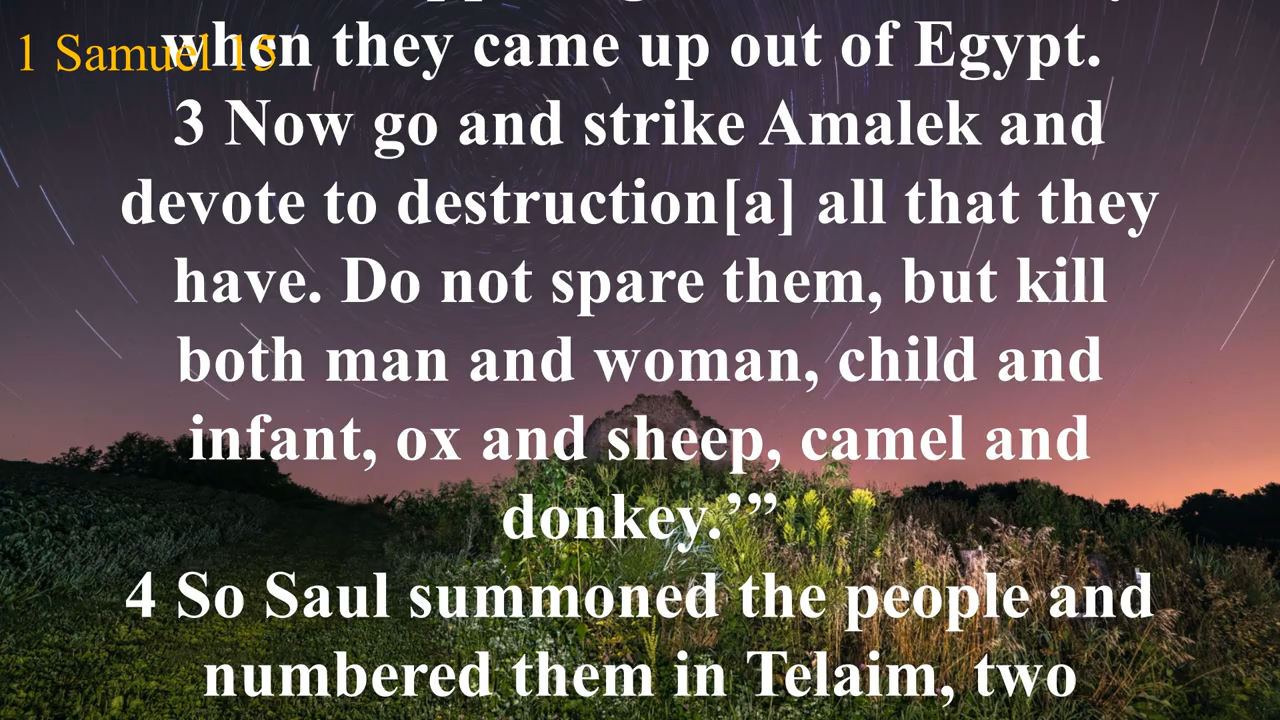 1 Samuel 15
when they came up out of Egypt.
3 Now go and strike Amalek and
devote to destruction[a] all that they
have. Do not spare them, but kill
both man and woman, child and
infant, ox and sheep, camel and
donkey.’”
4 So Saul summoned the people and
numbered them in Telaim, two